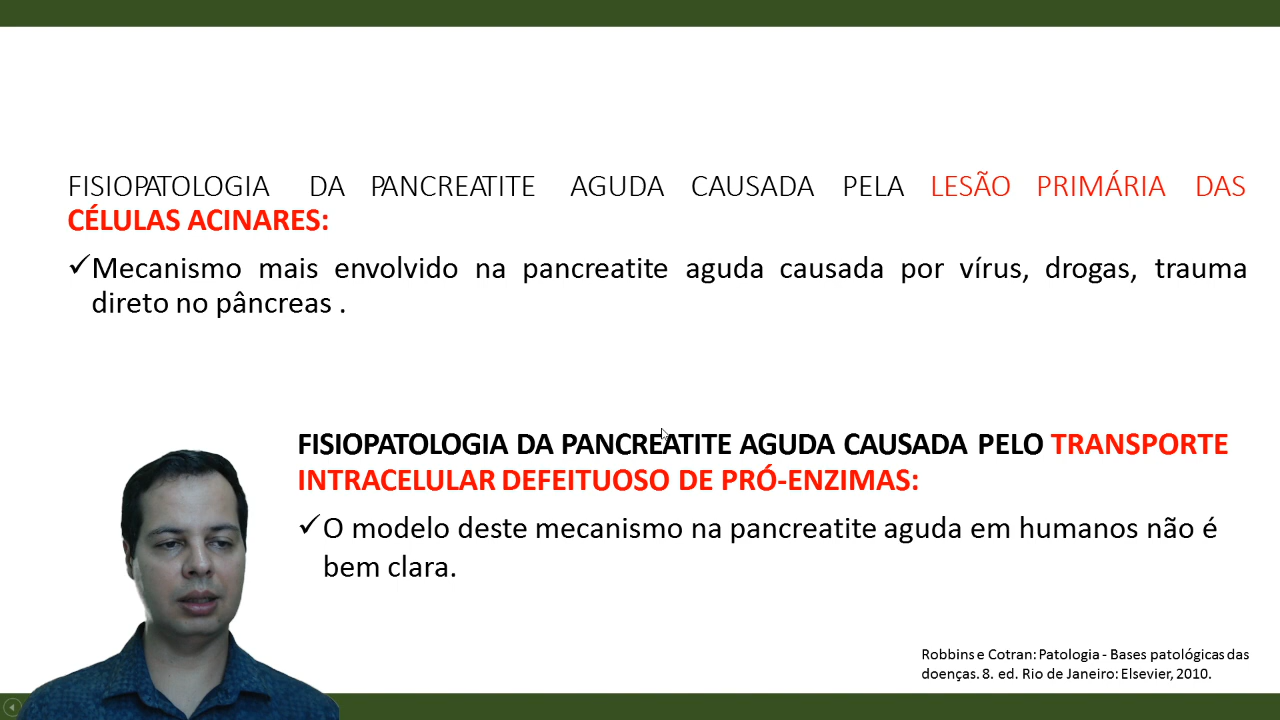 FISIOPATOLOGIA DA PANCREATITE AGUDA CAUSADA PELA LESÃO PRIMÁRIA DAS
CÉLULAS ACINARES:
✓Mecanismo mais envolvido na pancreatite aguda causada por vírus, drogas, trauma
direto no pâncreas .
FISIOPATOLOGIA DA PANCREATITE AGUDA CAUSADA PELO TRANSPORTE
INTRACELULAR DEFEITUOSO DE PRÓ-ENZIMAS:
✓O modelo deste mecanismo na pancreatite aguda em humanos não é
bem clara.
Robbins e Cotran: Patologia - Bases patológicas das
doenças. 8. ed. Rio de Janeiro: Elsevier, 2010.